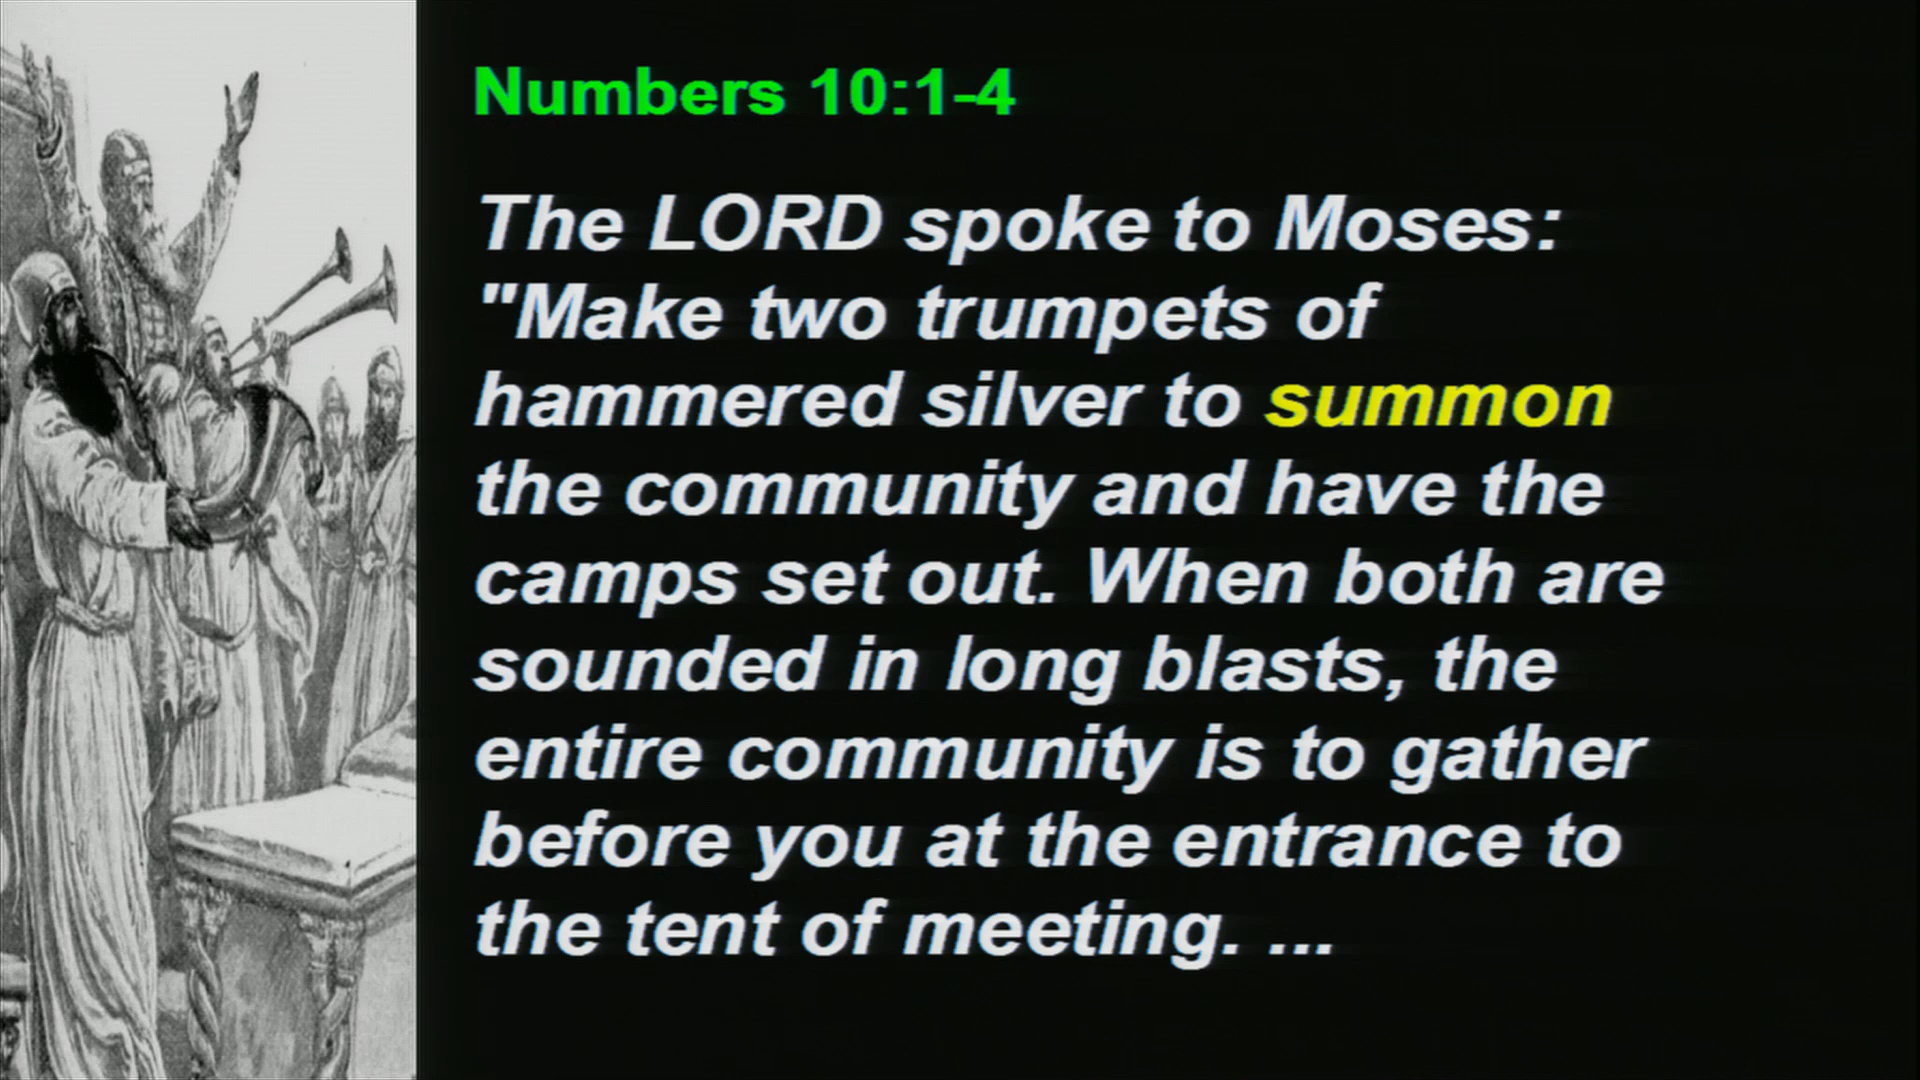 Numbers 10:1-4
The LORD spoke to Moses:
"Make two trumpets of
hammered silver to summon
the community and have the
camps set out. When both are
sounded in long blasts, the
entire community is to gather
before you at the entrance to
the tent of meeting. ...